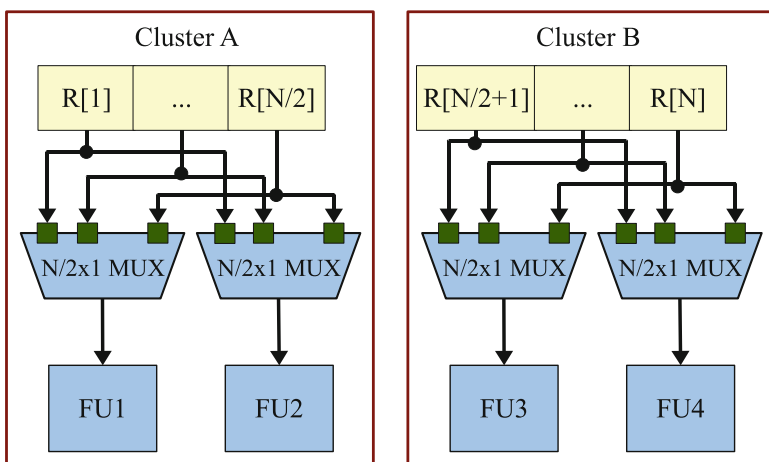 Cluster A
Cluster B
R[1] ... R[N/2]
R[N/2+1] ... R[N]
N/2x1 MUX
N/2x1 MUX
N/2x1 MUX
N/2x1 MUX
FU1
FU2
FU3
FU4